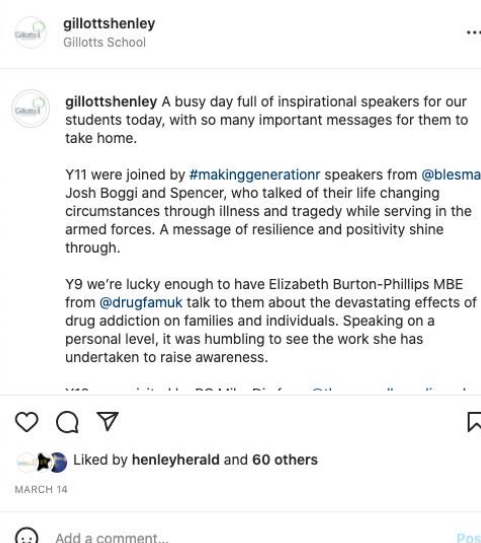 gillottshenley
Gillotts School
gillottshenley A busy day full of inspirational speakers for our
students today, with so many important messages for them to
take home.
Y11 were joined by #makinggenerationr speakers from @blesma
Josh Boggi and Spencer, who talked of their life changing
circumstances through illness and tragedy while serving in the
armed forces. A message of resilience and positivity shine
through.
Y9 we're lucky enough to have Elizabeth Burton-Phillips MBE
from @drugfamuk talk to them about the devastating effects of
drug addiction on families and individuals. Speaking on a
personal level, it was humbling to see the work she has
undertaken to raise awareness.
Liked by henleyherald and 60 others
MARCH 14
Add a comment...
Pos